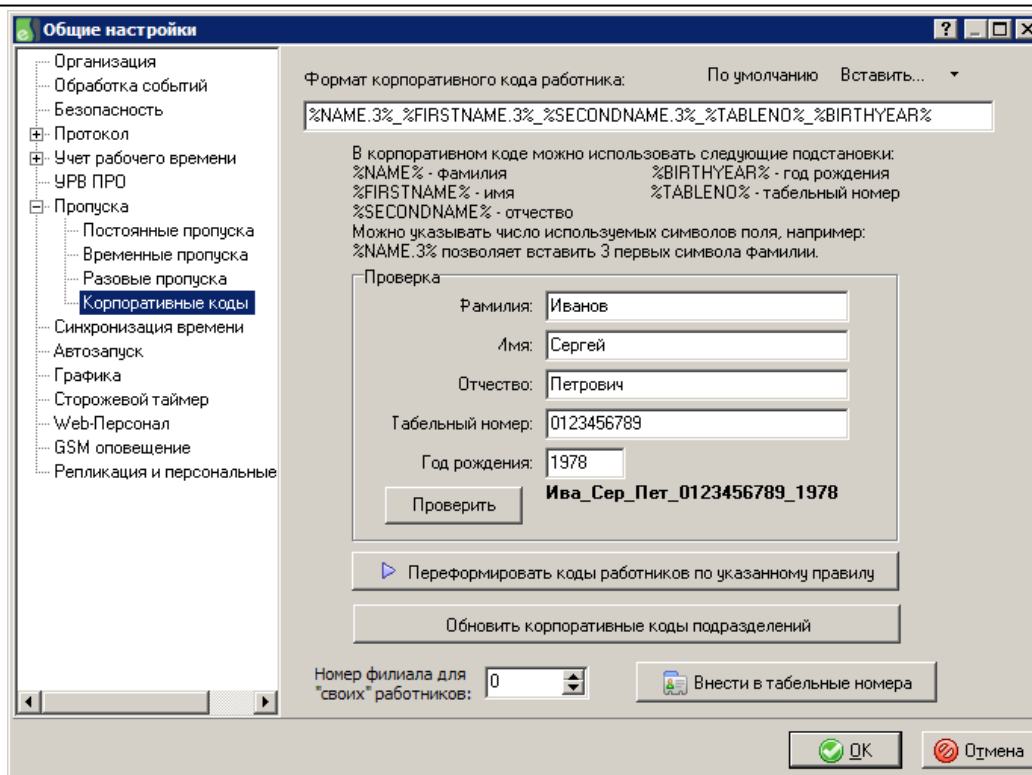 Общие настройки
Организация
Обработка событий
Безопасность
Протокол
Учет рабочего времени
УРВ ПРО
Пропуска
Постоянные пропуска
Временные пропуска
Разовые пропуска
Корпоративные коды
Синхронизация времени
Автозапуск
Графика
Сторожевой таймер
Web-Персонал
GSM оповещение
Репликация и персональные
Формат корпоративного кода работника: По умолчанию Вставить...
%NAME.3%_%FIRSTNAME.3%_%SECONDNAME.3%_%TABLENO%_%BIRTHYEAR%
В корпоративном коде можно использовать следующие подстановки:
%NAME% - фамилия %BIRTHYEAR% - год рождения
%FIRSTNAME% - имя %TABLENO% - табельный номер
%SECONDNAME% - отчество
Можно указывать число используемых символов поля, например:
%NAME.3% позволяет вставить 3 первых символа фамилии.
Проверка
Фамилия: Иванов
Имя: Сергей
Отчество: Петрович
Табельный номер: 0123456789
Год рождения: 1978
Проверить Ива_Сер_Пет_0123456789_1978
Переформировать коды работников по указанному правилу
Обновить корпоративные коды подразделений
Номер филиала для
"своих" работников: 0 Внести в табельные номера
OK Отмена